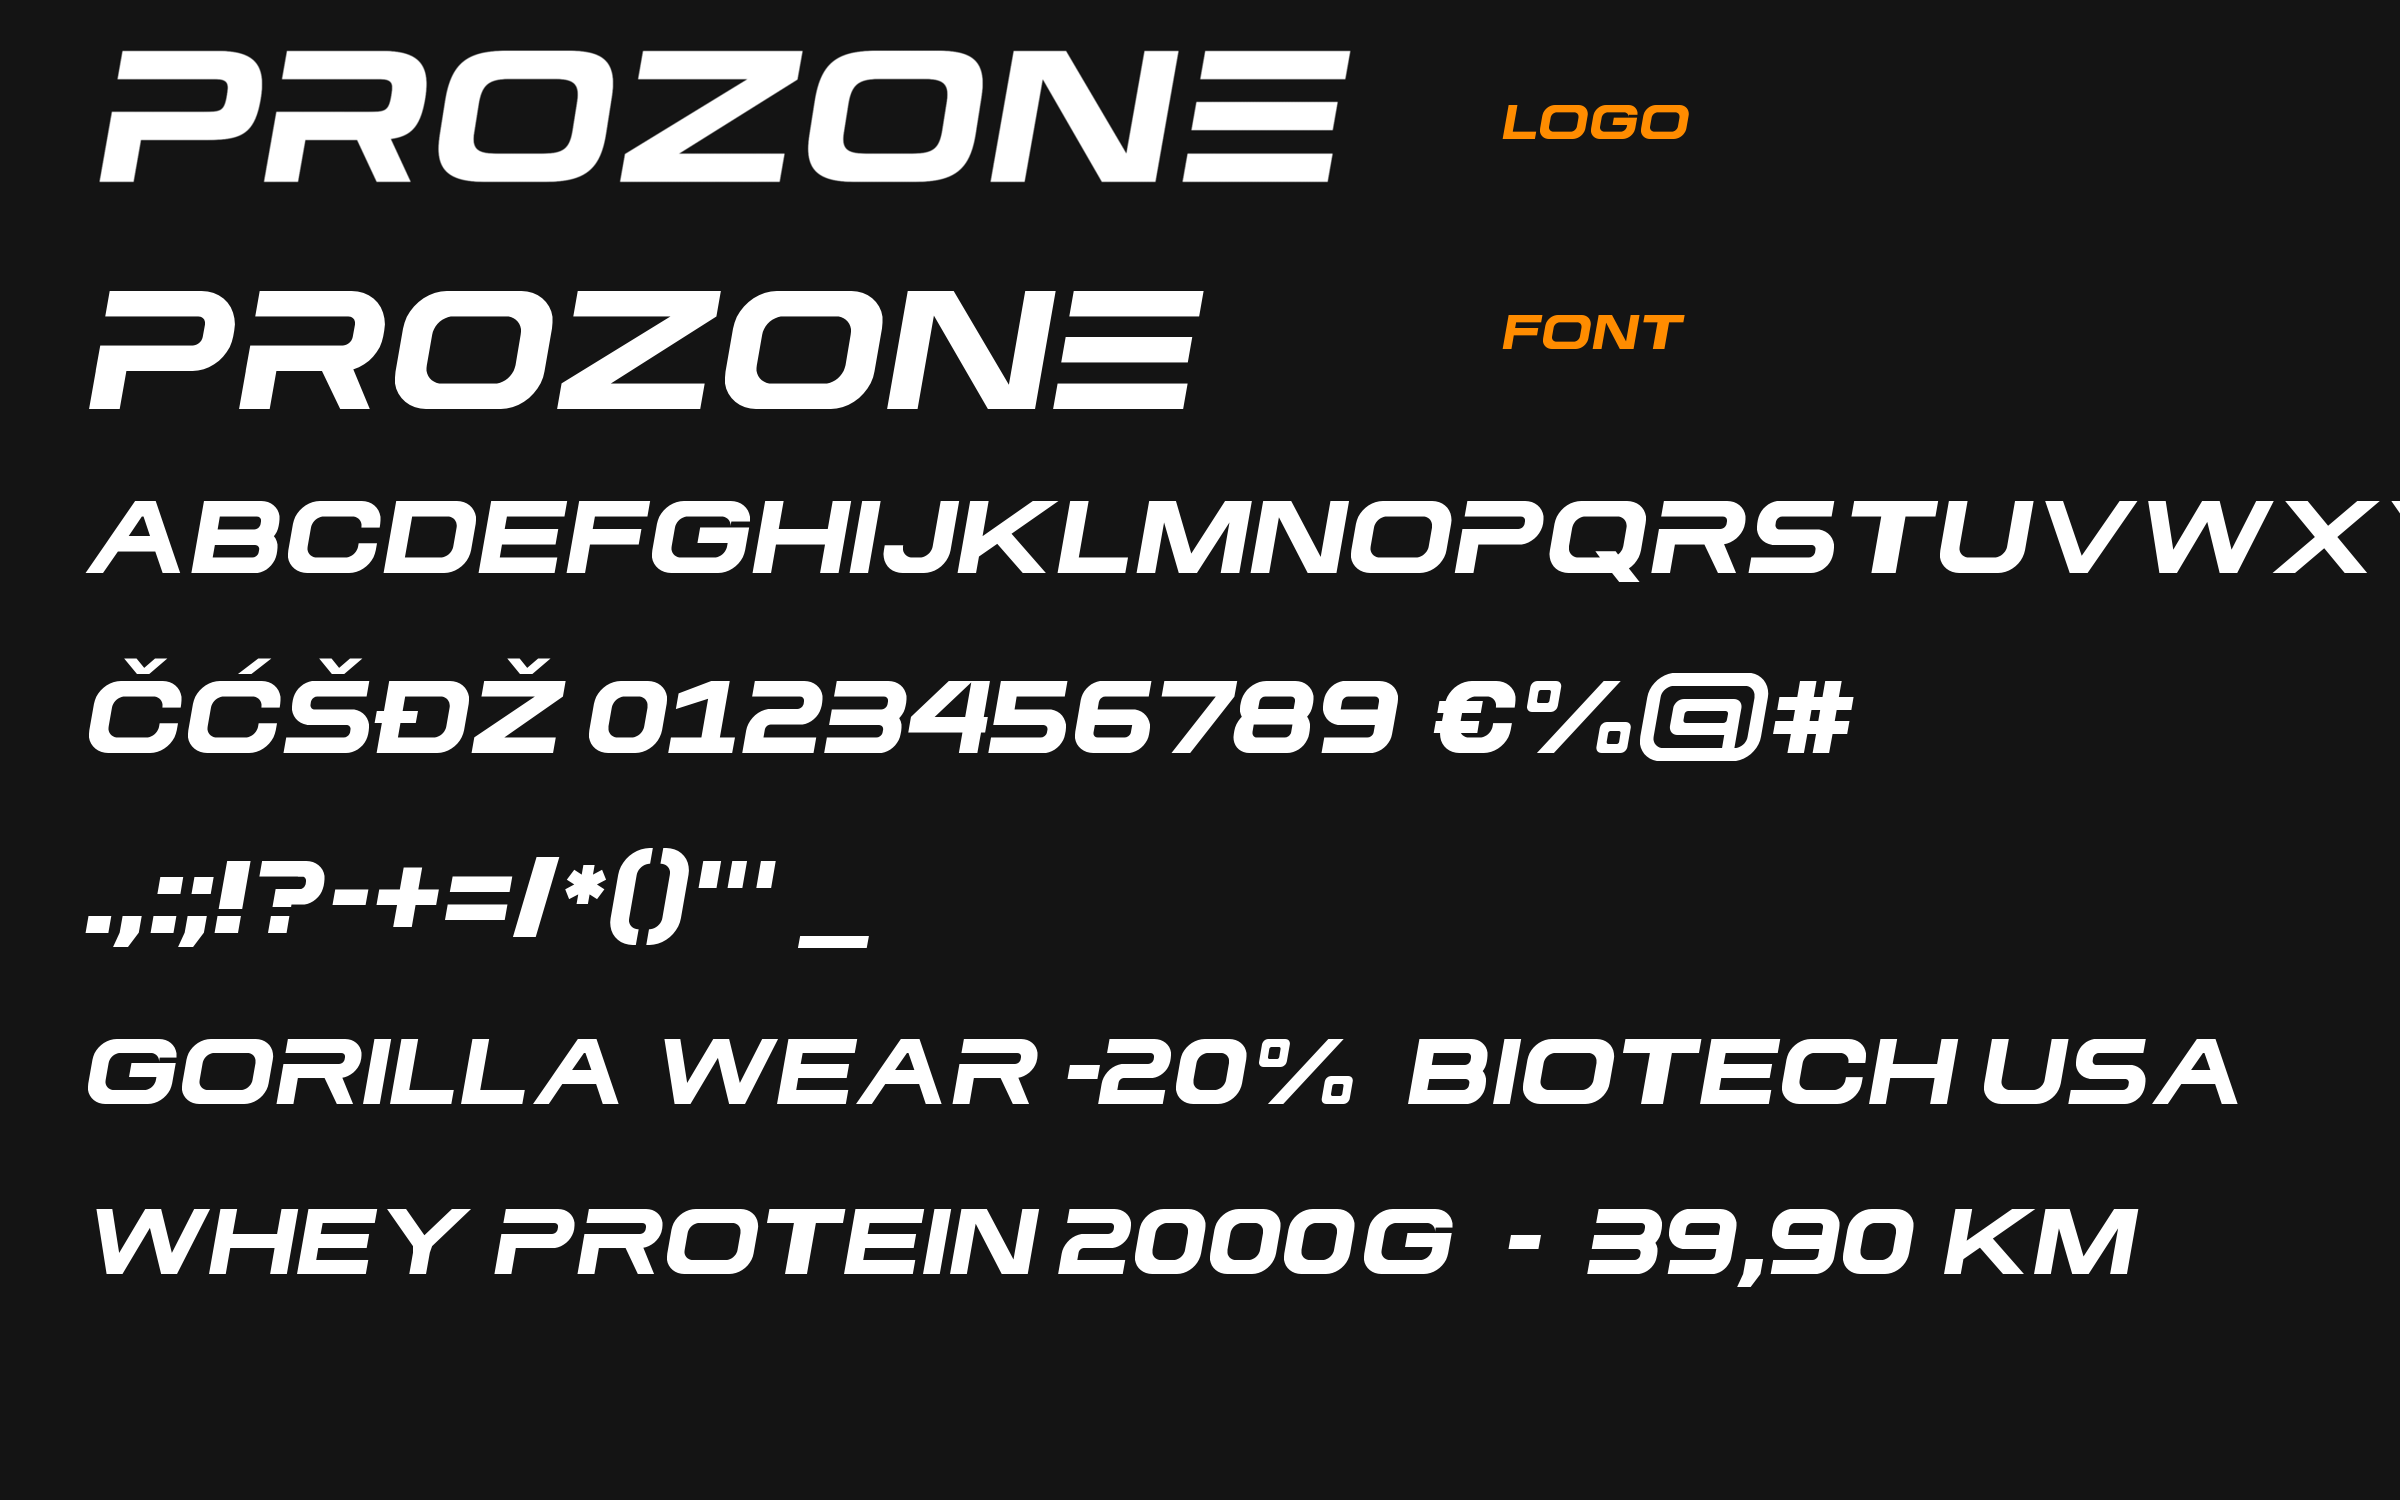 PROZONE LOGO
PROZONE FONT
ABCDEFGHIJKLMNOPQRSTUVWX
ČĆŠĐŽ 0123456789 €%@#
.,:;!?-+=/*()"' _
GORILLA WEAR -20% BIOTECH USA
WHEY PROTEIN 2000G - 39,90 KM